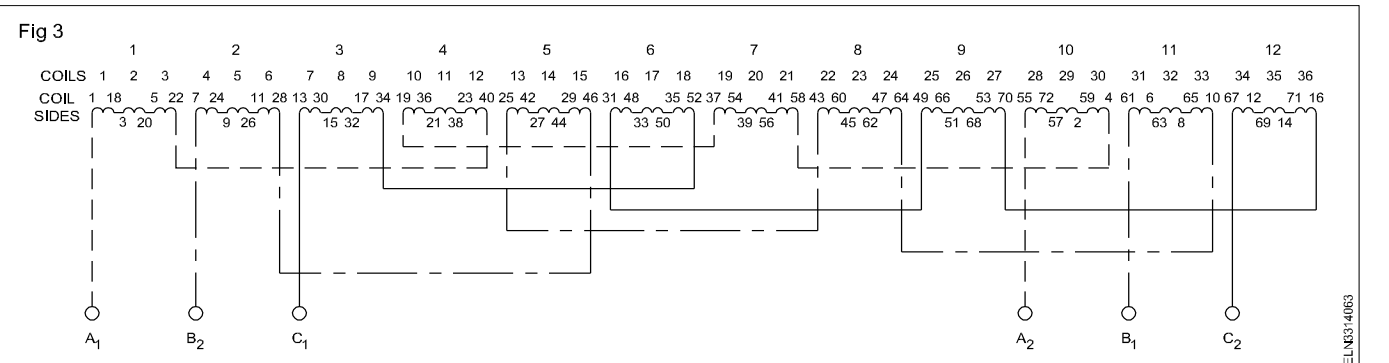 Fig 3
1 2 3 4 5 6 7 8 9 10 11 12
COILS 1 2 3 4 5 6 7 8 9 10 11 12 13 14 15 16 17 18 19 20 21 22 23 24 25 26 27 28 29 30 31 32 33 34 35 36
COIL 1 18 5 22 7 24 11 28 13 30 17 34 19 36 23 40 25 42 29 46 31 48 35 52 37 54 41 58 43 60 47 64 49 66 53 70 55 72 59 4 61 6 65 10 67 12 71 16
SIDES 3 20 9 26 15 32 21 38 27 44 33 50 39 56 45 62 51 68 57 2 63 8 69 14
A1 B2 C1 A2 B1 C2
ELN3314063